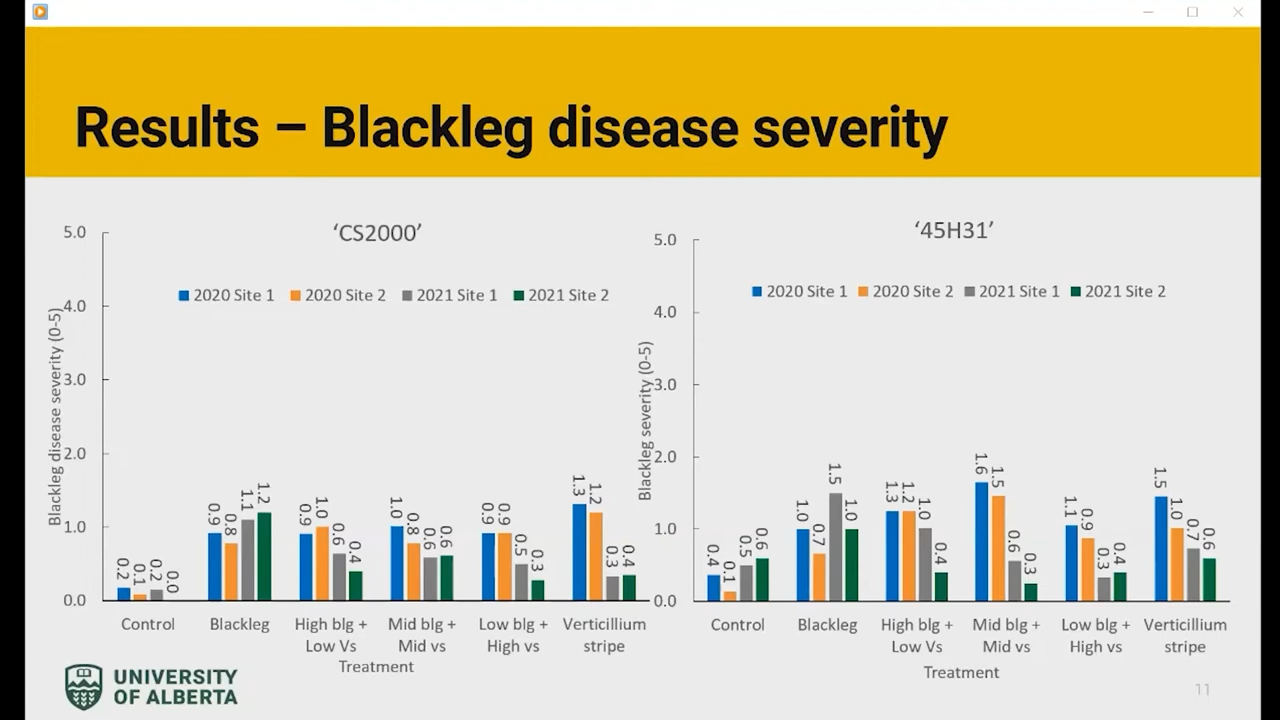 Results – Blackleg disease severity
‘CS2000’
2020 Site 1 2020 Site 2 2021 Site 1 2021 Site 2
Blackleg disease severity (0-5)
5.0
4.0
3.0
2.0
1.0
0.0
0.2 0.1 0.2 0.0
0.9 0.8 1.1 1.2
0.9 1.0 0.6 0.4
1.0 0.8 0.6 0.6
0.9 0.9 0.5 0.3
1.3 1.2 0.3 0.4
Control Blackleg High blg + Mid blg + Low blg + Verticillium
Low Vs Mid vs High vs stripe
Treatment
‘45H31’
2020 Site 1 2020 Site 2 2021 Site 1 2021 Site 2
Blackleg severity (0-5)
5.0
4.0
3.0
2.0
1.0
0.0
0.4 0.1 0.5 0.6
1.0 0.7 1.5 1.0
1.3 1.2 1.0 0.4
1.6 1.5 0.6 0.3
1.1 0.9 0.3 0.4
1.5 1.0 0.7 0.6
Control Blackleg High blg + Mid blg + Low blg + Verticillium
Low Vs Mid vs High vs stripe
Treatment
UNIVERSITY
OF ALBERTA
11